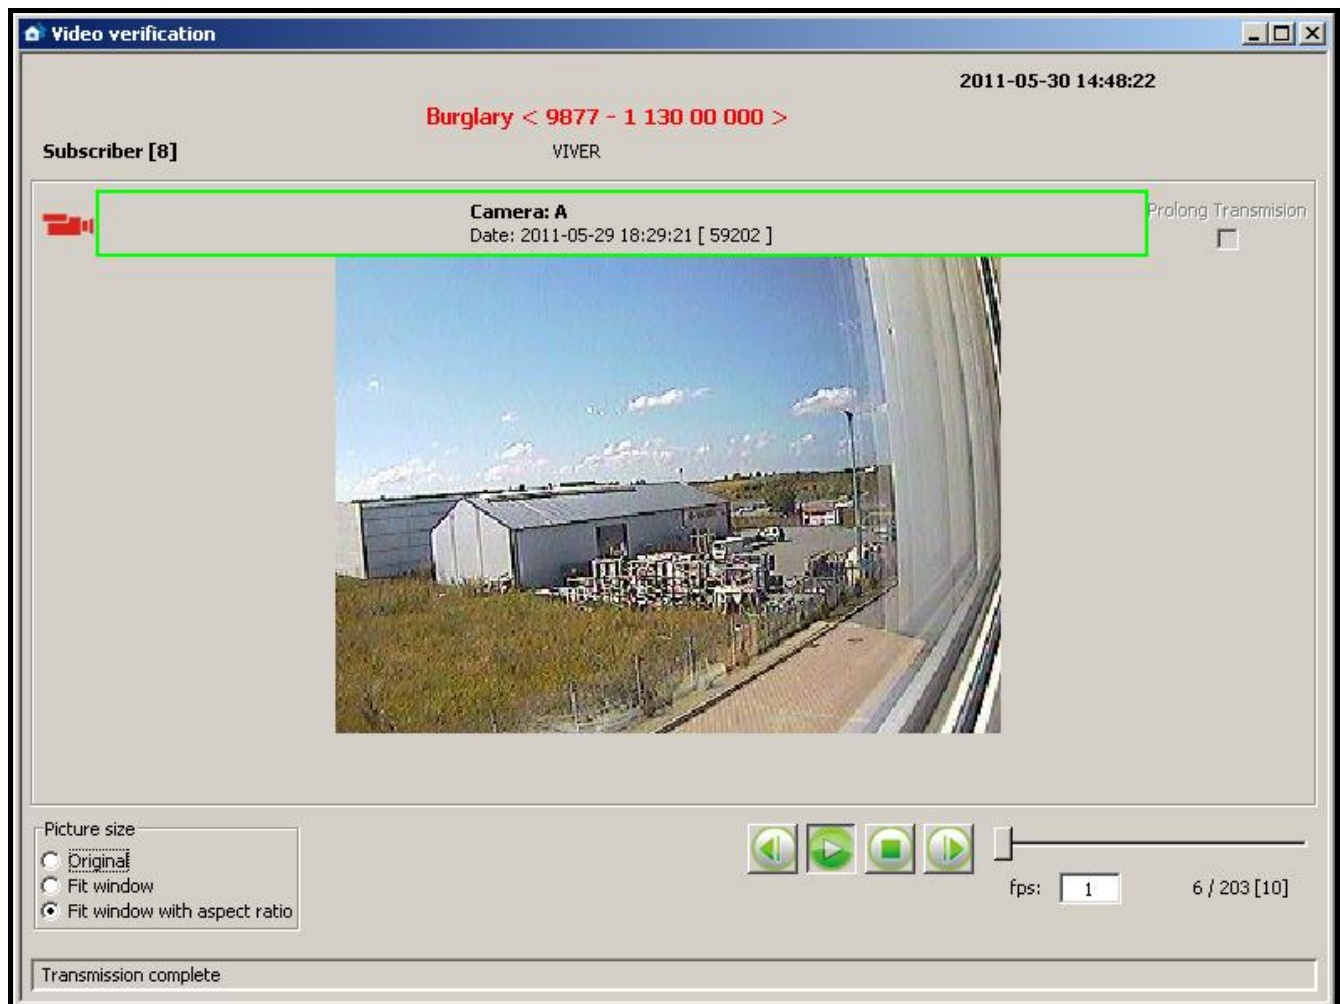 Video verification
2011-05-30 14:48:22
Burglary < 9877 - 1 130 00 000 >
Subscriber [8]
VIVER
Camera: A
Date: 2011-05-29 18:29:21 [ 59202 ]
Prolong Transmision
Picture size
Original
Fit window
Fit window with aspect ratio
fps: 1
6 / 203 [10]
Transmission complete